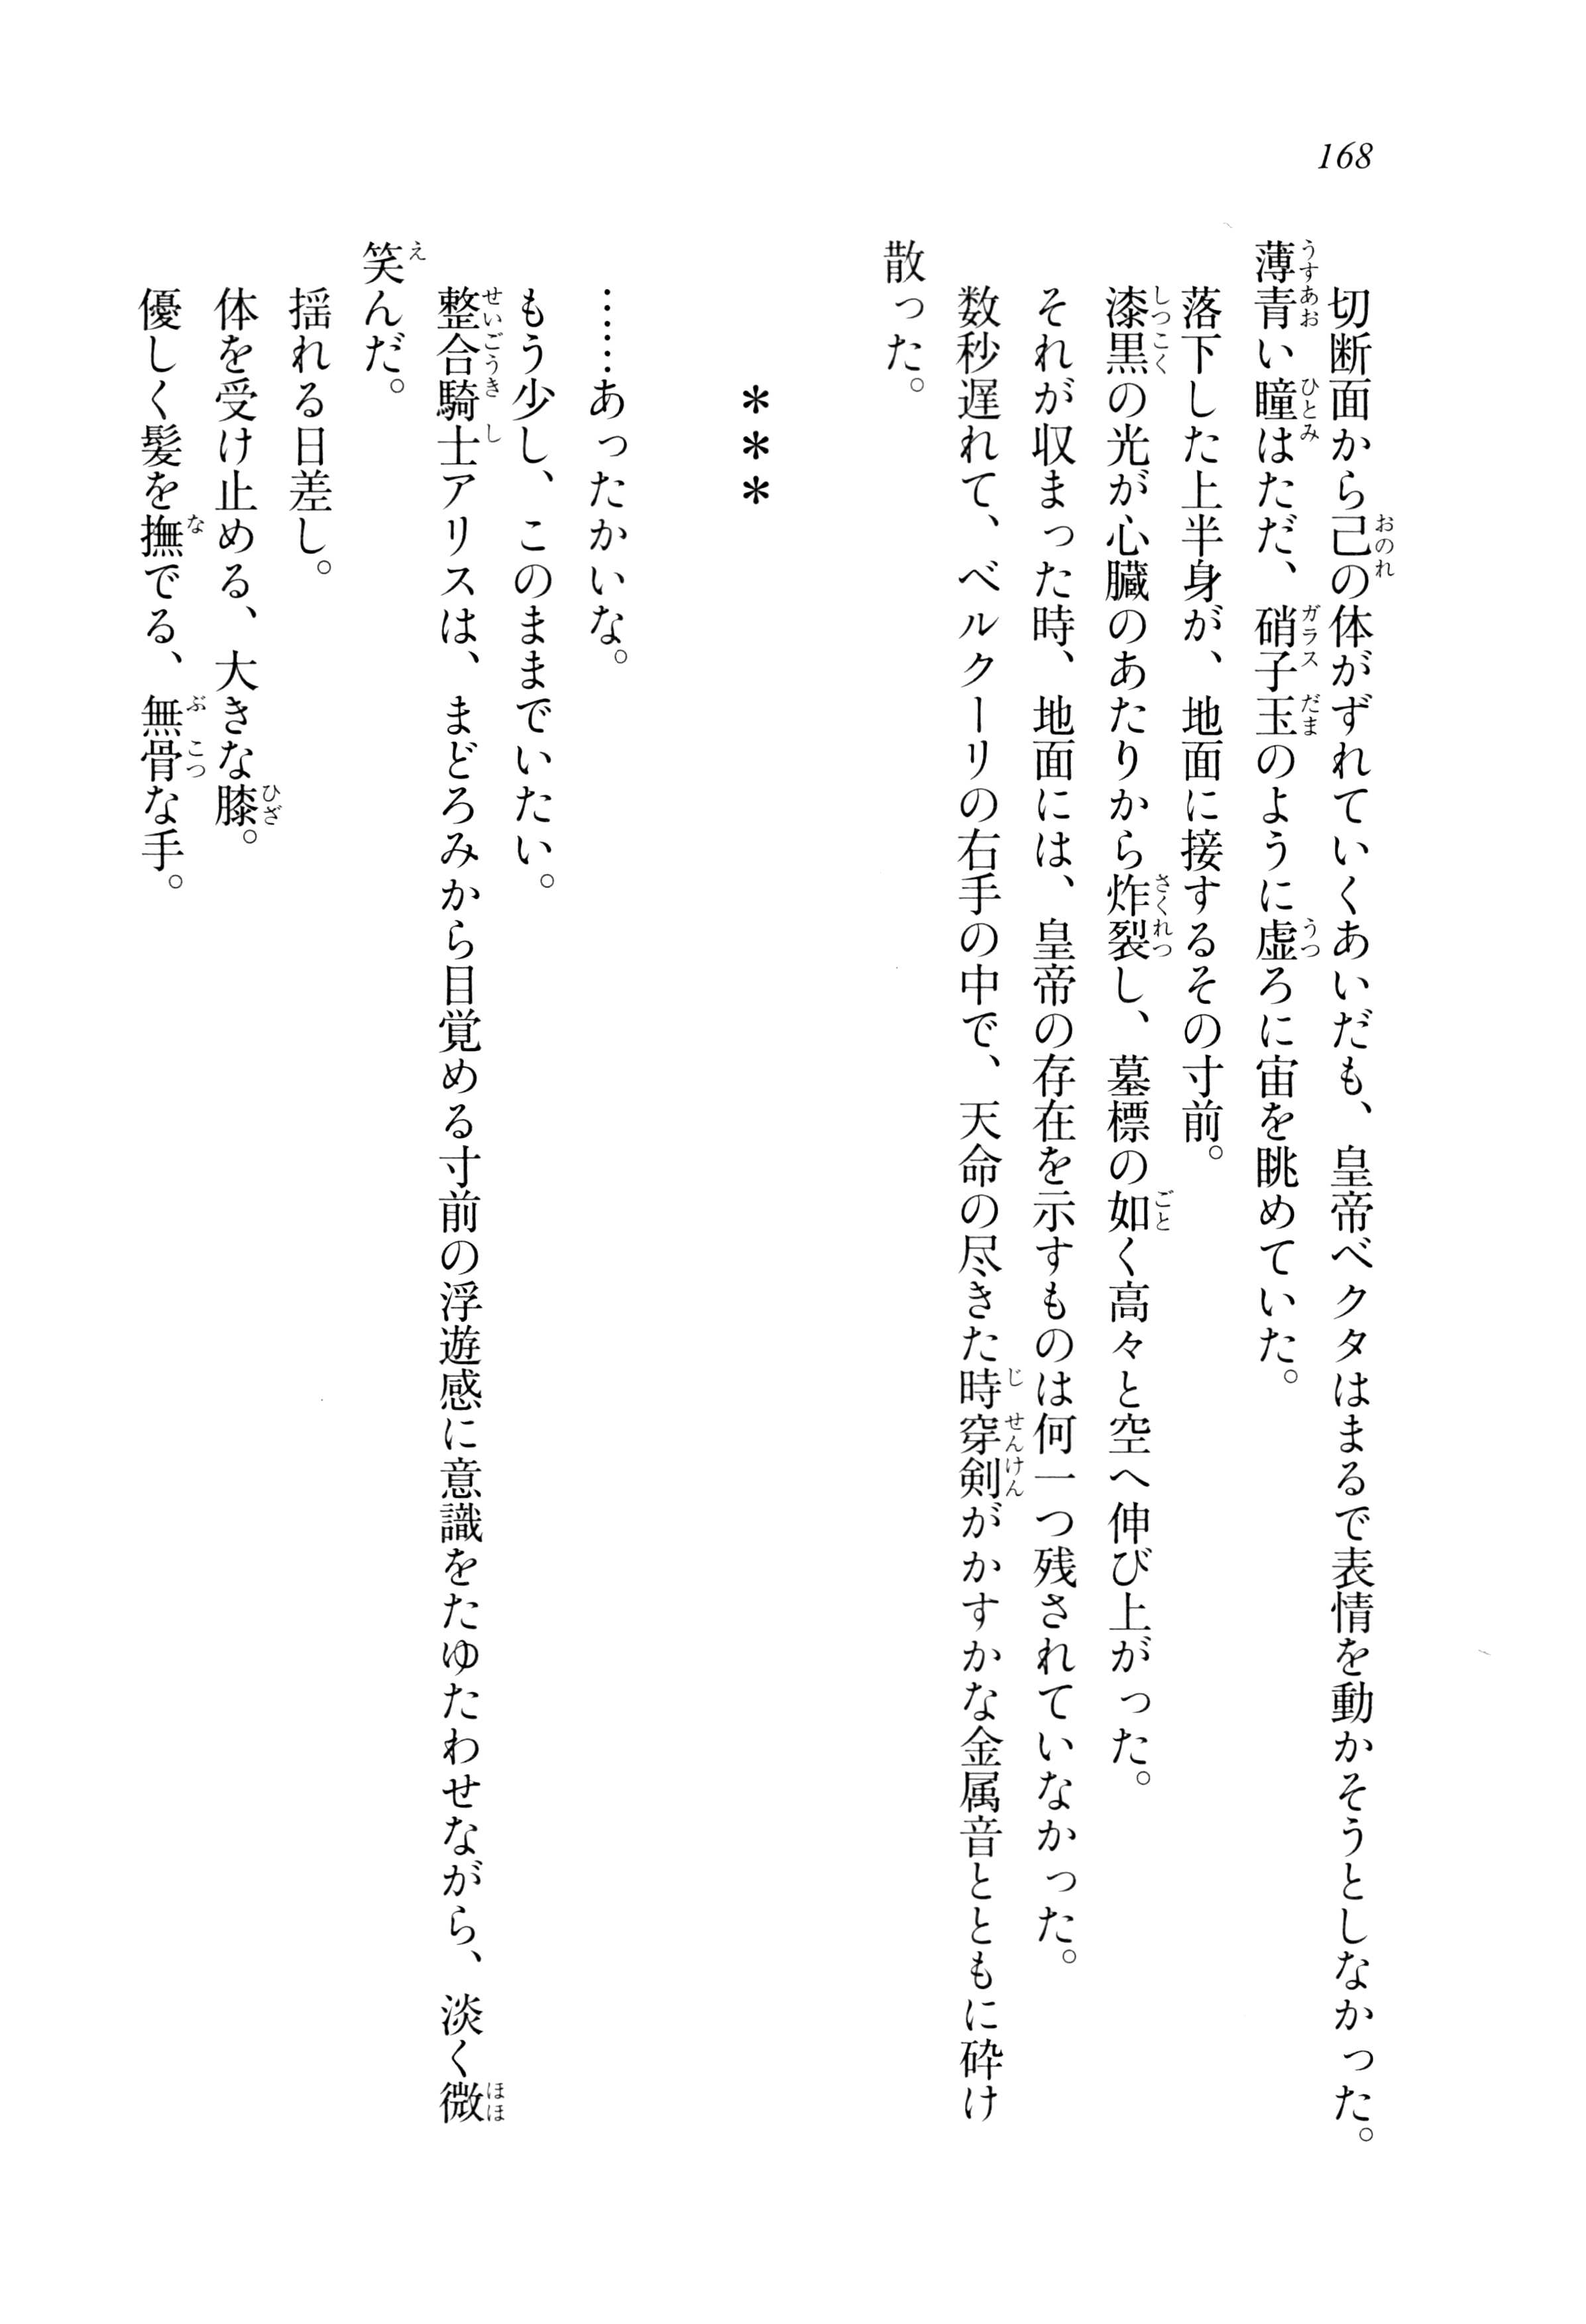 168
切断面から己の体がずれていくあいだも、皇帝ベクタはまるで表情を動かそうとしなかった。
薄青い瞳はただ、硝子玉のように虚ろに宙を眺めていた。
落下した上半身が、地面に接するその寸前。
漆黒の光が心臓のあたりから炸裂し、墓標の如く高々と空へ伸び上がった。
それが収まった時、地面には、皇帝の存在を示すものは何一つ残されていなかった。
数秒遅れて、ベルクーリの右手の中で、天命の尽きた時穿剣がかすかな金属音とともに砕け
散った。
＊＊＊
……あったかいな。
もう少し、このままでいたい。
整合騎士アリスは、まどろみから目覚める寸前の浮遊感に意識をたゆたわせながら、淡く微
笑んだ。
揺れる日差し。
体を受け止める、大きな膝。
優しく髪を撫でる、無骨な手。